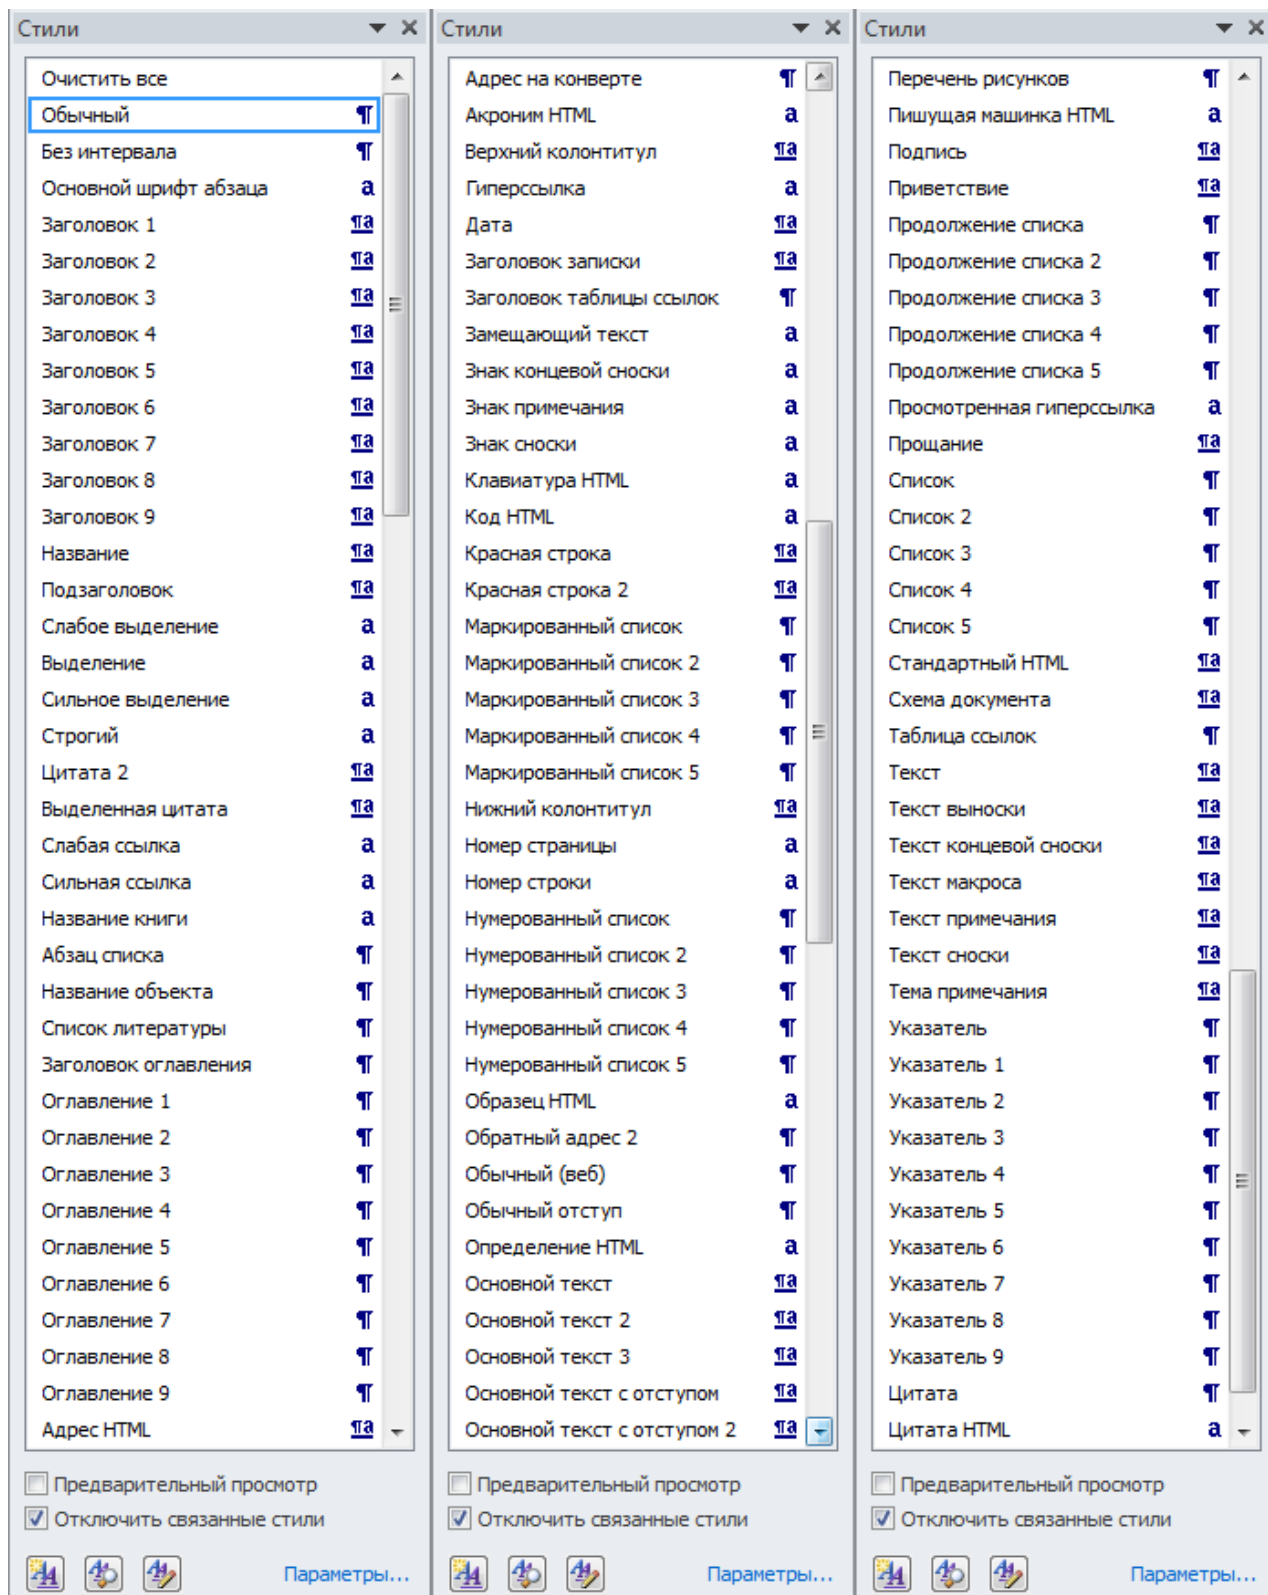 Стили
Очистить все
Обычный ¶
Без интервала ¶
Основной шрифт абзаца a
Заголовок 1 ¶a
Заголовок 2 ¶a
Заголовок 3 ¶a
Заголовок 4 ¶a
Заголовок 5 ¶a
Заголовок 6 ¶a
Заголовок 7 ¶a
Заголовок 8 ¶a
Заголовок 9 ¶a
Название ¶a
Подзаголовок ¶a
Слабое выделение a
Выделение a
Сильное выделение a
Строгий a
Цитата 2 ¶a
Выделенная цитата ¶a
Слабая ссылка a
Сильная ссылка a
Название книги a
Абзац списка ¶
Название объекта ¶
Список литературы ¶
Заголовок оглавления ¶
Оглавление 1 ¶
Оглавление 2 ¶
Оглавление 3 ¶
Оглавление 4 ¶
Оглавление 5 ¶
Оглавление 6 ¶
Оглавление 7 ¶
Оглавление 8 ¶
Оглавление 9 ¶
Адрес HTML ¶a
Предварительный просмотр
Отключить связанные стили
Параметры...
Стили
Адрес на конверте ¶
Акроним HTML a
Верхний колонтитул ¶a
Гиперссылка a
Дата ¶a
Заголовок записки ¶a
Заголовок таблицы ссылок ¶
Замещающий текст a
Знак концевой сноски a
Знак примечания a
Знак сноски a
Клавиатура HTML a
Код HTML a
Красная строка ¶a
Красная строка 2 ¶a
Маркированный список ¶
Маркированный список 2 ¶
Маркированный список 3 ¶
Маркированный список 4 ¶
Маркированный список 5 ¶
Нижний колонтитул ¶a
Номер страницы a
Номер строки a
Нумерованный список ¶
Нумерованный список 2 ¶
Нумерованный список 3 ¶
Нумерованный список 4 ¶
Нумерованный список 5 ¶
Образец HTML a
Обратный адрес 2 ¶
Обычный (веб) ¶
Обычный отступ ¶
Определение HTML a
Основной текст ¶a
Основной текст 2 ¶a
Основной текст 3 ¶a
Основной текст с отступом ¶a
Основной текст с отступом 2 ¶a
Предварительный просмотр
Отключить связанные стили
Параметры...
Стили
Перечень рисунков ¶
Пишущая машинка HTML a
Подпись ¶a
Приветствие ¶a
Продолжение списка ¶
Продолжение списка 2 ¶
Продолжение списка 3 ¶
Продолжение списка 4 ¶
Продолжение списка 5 ¶
Просмотренная гиперссылка a
Прощание ¶a
Список ¶
Список 2 ¶
Список 3 ¶
Список 4 ¶
Список 5 ¶
Стандартный HTML ¶a
Схема документа ¶a
Таблица ссылок ¶
Текст ¶a
Текст выноски ¶a
Текст концевой сноски ¶a
Текст макроса ¶a
Текст примечания ¶a
Текст сноски ¶a
Тема примечания ¶a
Указатель ¶
Указатель 1 ¶
Указатель 2 ¶
Указатель 3 ¶
Указатель 4 ¶
Указатель 5 ¶
Указатель 6 ¶
Указатель 7 ¶
Указатель 8 ¶
Указатель 9 ¶
Цитата ¶
Цитата HTML a
Предварительный просмотр
Отключить связанные стили
Параметры...